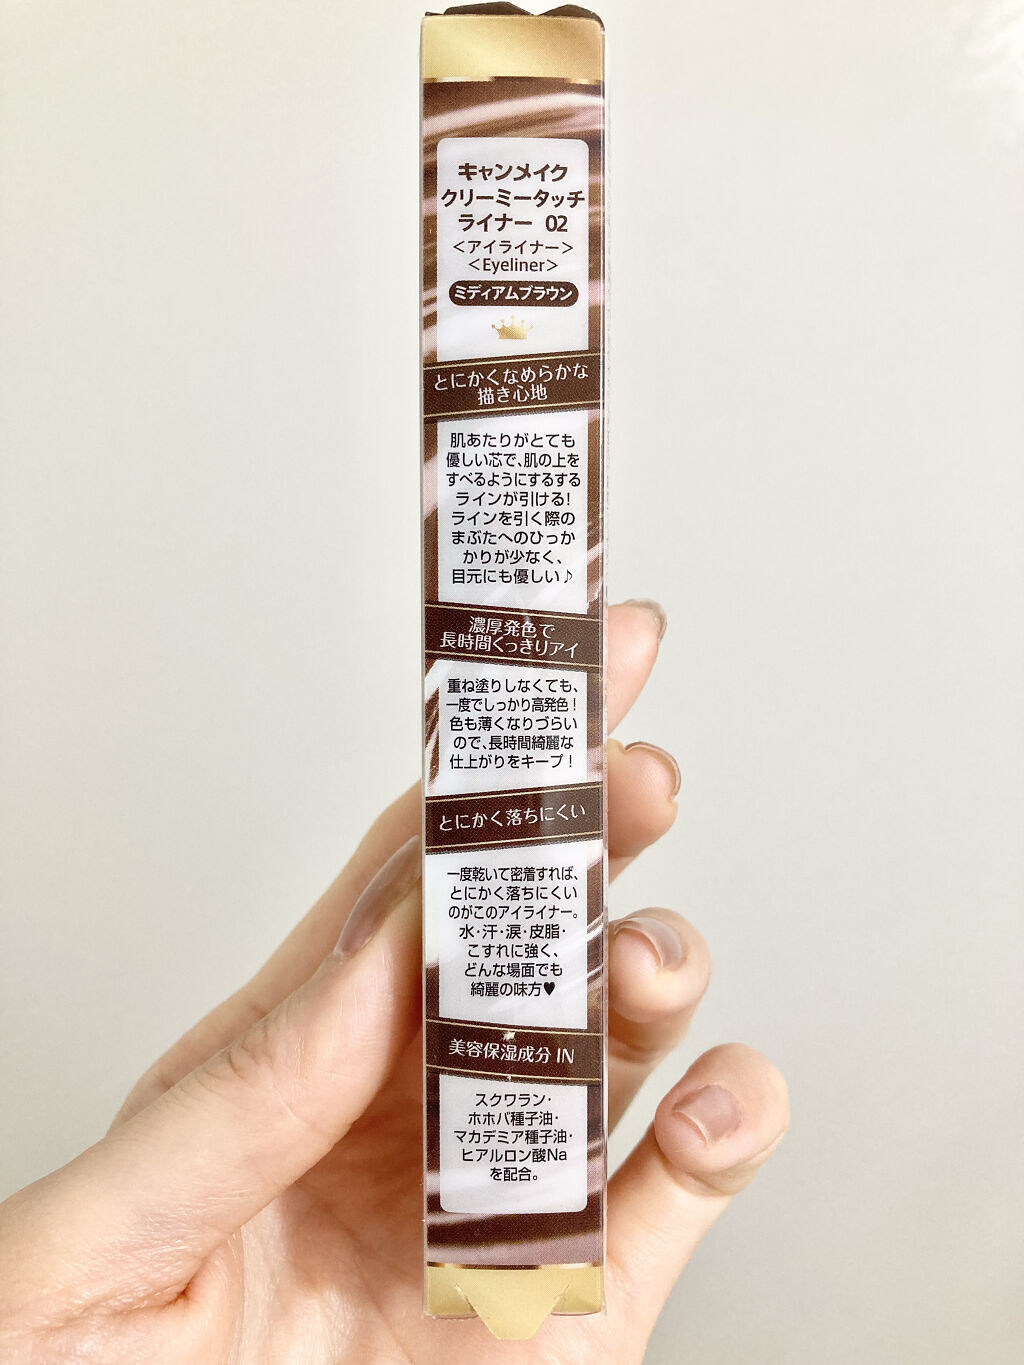 キャンメイク
クリーミータッチ
ライナー 02
＜アイライナー＞
＜Eyeliner＞
ミディアムブラウン
とにかくなめらかな
描き心地
肌あたりがとても
優しい芯で、肌の上を
すべるようにするする
ラインが引ける！
ラインを引く際の
まぶたへのひっか
かりが少なく、
目元にも優しい♪
濃厚発色で
長時間くっきりアイ
重ね塗りしなくても、
一度でしっかり高発色！
色も薄くなりづらい
ので、長時間綺麗な
仕上がりをキープ！
とにかく落ちにくい
一度乾いて密着すれば、
とにかく落ちにくい
のがこのアイライナー。
水・汗・涙・皮脂・
こすれに強く、
どんな場面でも
綺麗の味方♥
美容保湿成分 IN
スクワラン・
ホホバ種子油・
マカデミア種子油・
ヒアルロン酸Na
を配合。